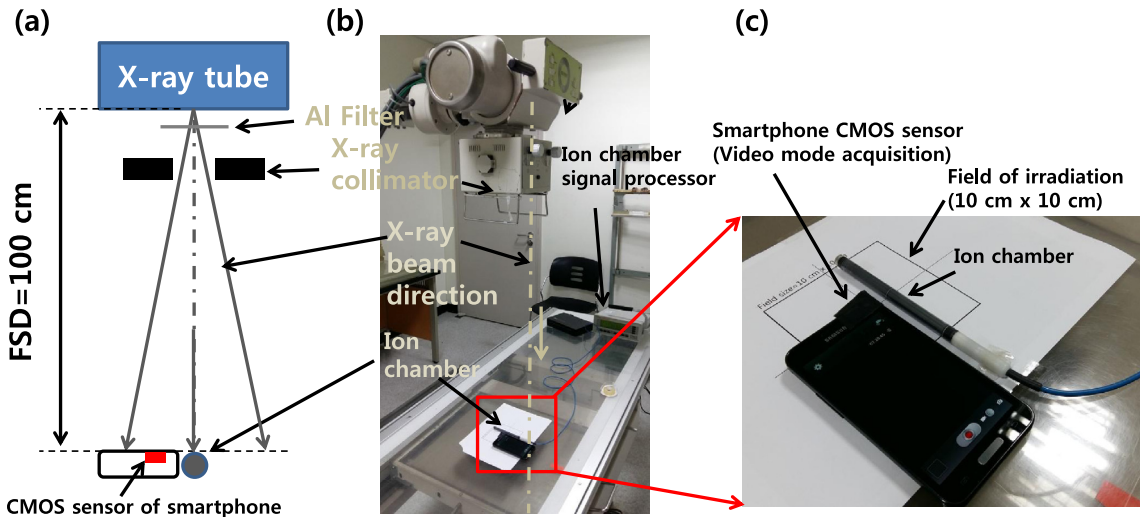 (a)
X-ray tube
FSD=100 cm
Al Filter
X-ray
collimator
X-ray
beam
direction
Ion
chamber
CMOS sensor of smartphone
(b)
Ion chamber
signal processor
(c)
Smartphone CMOS sensor
(Video mode acquisition)
Field of irradiation
(10 cm x 10 cm)
Ion chamber
SAMSUNG